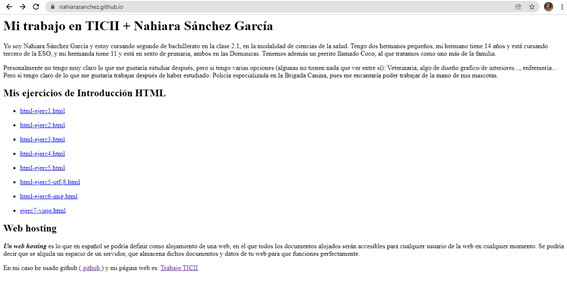 nahiarasanchez.github.io
Mi trabajo en TICII + Nahiara Sánchez García
Yo soy Nahiara Sánchez García y estoy cursando segundo de bachillerato en la clase 2.1, en la modalidad de ciencias de la salud. Tengo dos hermanos pequeños, mi hermano tiene 14 años y está cursando
tercero de la ESO, y mi hermanda tiene 11 y está en sexto de primaria, ambos en las Dominicas. Tenemos además un perrito llamado Coco, al que tratamos como uno más de la familia.
Personalmente no tengo muy claro lo que me gustaría estudiar después, pero si tengo varias opciones (algunas no tienen nada que ver entre sí): Veterinaria, algo de diseño grafico/de interiores..., enfermería...
Pero sí tengo claro de lo que me gustaría trabajar después de haber estudiado: Policía especializada en la Brigada Canina, pues me encantaría poder trabajar de la mano de mis mascotas.
Mis ejercicios de Introducción HTML
html-ejerc1.html
html-ejerc2.html
html-ejerc3.html
html-ejerc4.html
html-ejerc5.html
html-ejerc5-utf-8.html
html-ejerc6-img.html
ejerc7-viaje.html
Web hosting
Un web hosting es lo que en español se podría definir como alojamiento de una web, en el que todos los documentos alojados serán accesibles para cualquier usuario de la web en cualquier momento. Se podría
decir que se alquila un espacio de un servidor, que almacena dichos documentos y datos de tu web para que funciones perfectamente.
En mi caso he usado github ( github ) y mi página web es: Trabajo TICII